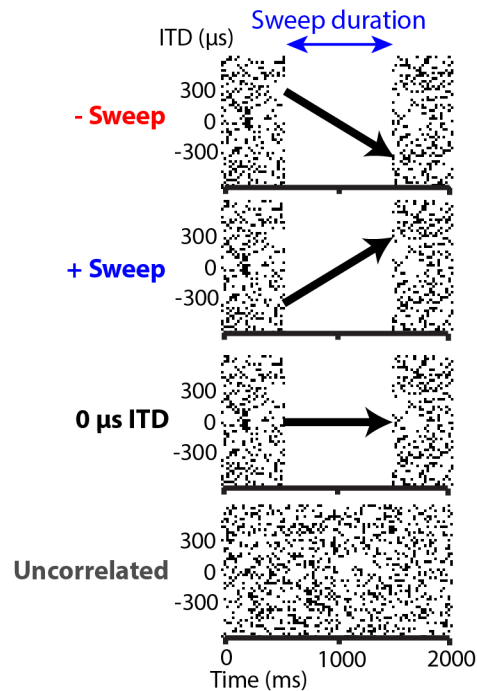 Sweep duration
ITD (µs)
300
- Sweep
0
-300
300
+ Sweep
0
-300
300
0 µs ITD
0
-300
300
Uncorrelated
0
-300
0
1000
2000
Time (ms)